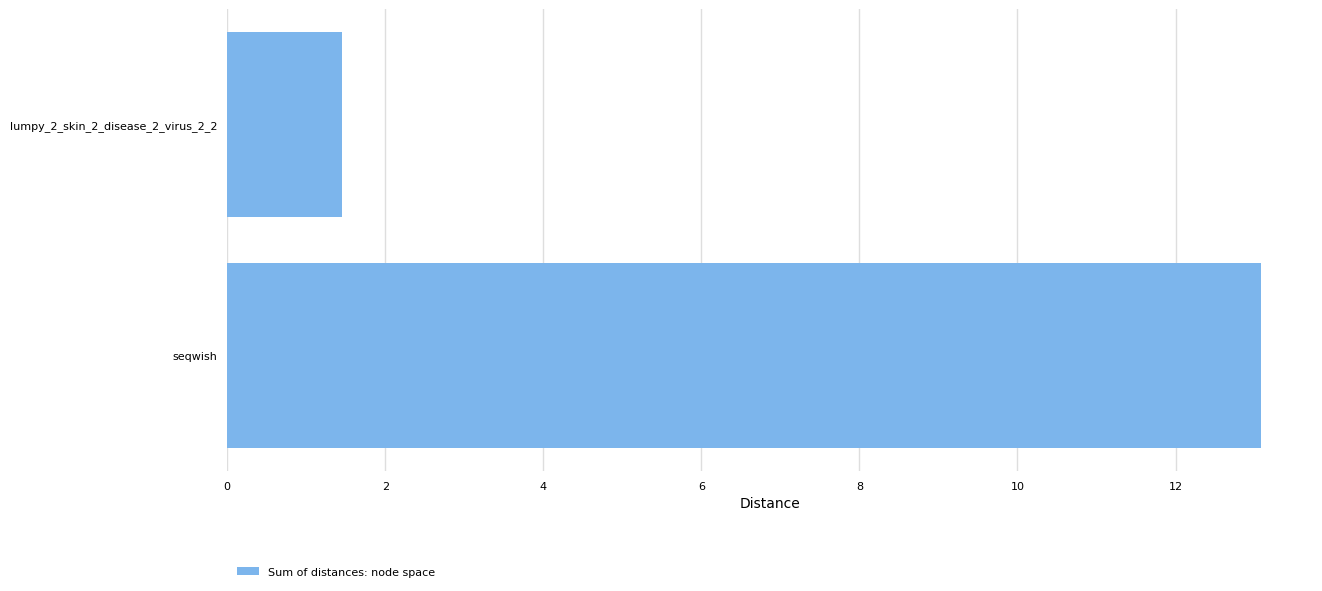 lumpy_2_skin_2_disease_2_virus_2_2
seqwish
0 2 4 6 8 10 12
Distance
Sum of distances: node space